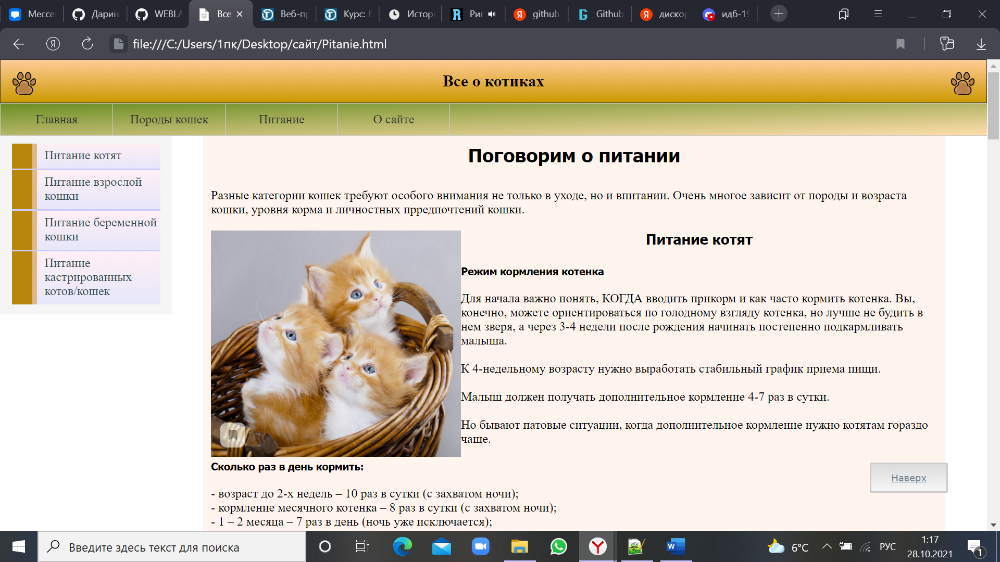 Мессе
Дарин
WEBLA
Все
Веб-пр
Курс: В
Истор
Рив
github
Github
диско
идб-19
file:///C:/Users/1пк/Desktop/сайт/Pitanie.html
Все о котиках
Главная
Породы кошек
Питание
О сайте
Питание котят
Питание взрослой
кошки
Питание беременной
кошки
Питание
кастрированных
котов/кошек
Поговорим о питании
Разные категории кошек требуют особого внимания не только в уходе, но и впитании. Очень многое зависит от породы и возраста
кошки, уровня корма и личностных прредпочтений кошки.
Питание котят
Режим кормления котенка
Для начала важно понять, КОГДА вводить прикорм и как часто кормить котенка. Вы,
конечно, можете ориентироваться по голодному взгляду котенка, но лучше не будить в
нем зверя, а через 3-4 недели после рождения начинать постепенно подкармливать
малыша.
К 4-недельному возрасту нужно выработать стабильный график приема пищи.
Малыш должен получать дополнительное кормление 4-7 раз в сутки.
Но бывают патовые ситуации, когда дополнительное кормление нужно котятам гораздо
чаще.
Сколько раз в день кормить:
Наверх
- возраст до 2-х недель – 10 раз в сутки (с захватом ночи);
- кормление месячного котенка – 8 раз в сутки (с захватом ночи);
- 1 – 2 месяца – 7 раз в день (ночь уже исключается);
Введите здесь текст для поиска
6°C
РУС
1:17
28.10.2021
1